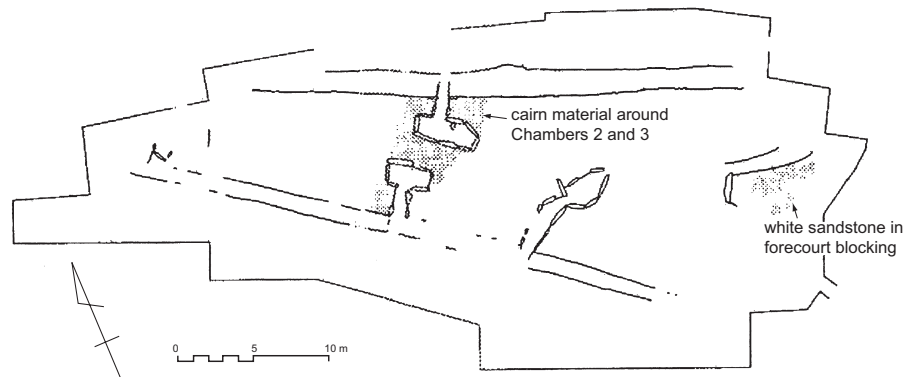 cairn material around
Chambers 2 and 3
white sandstone in
forecourt blocking
0 5 10 m